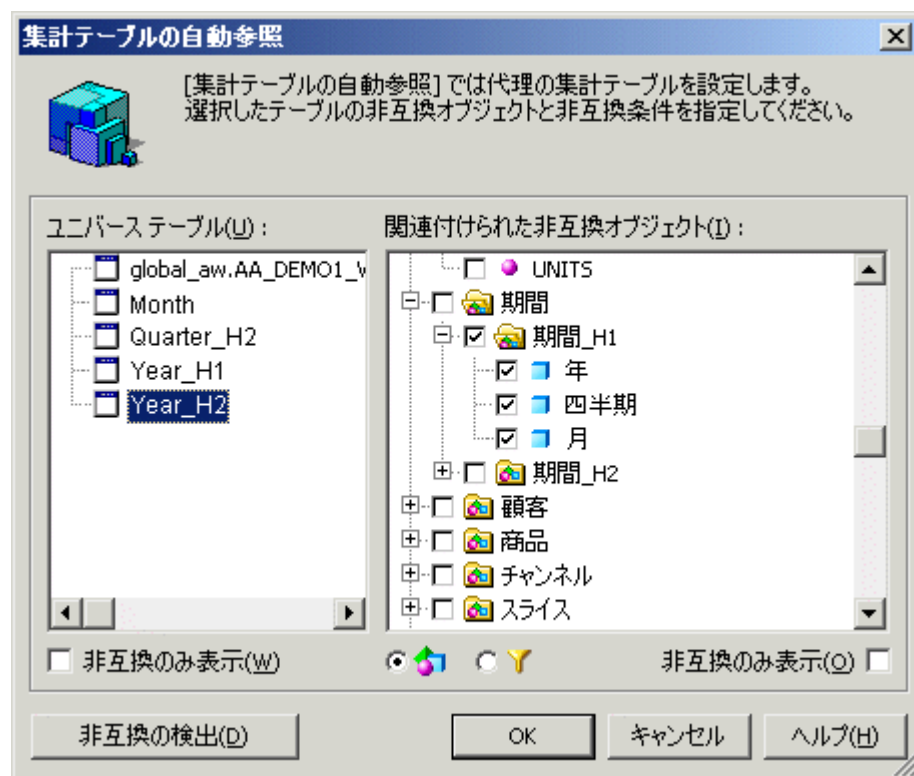 集計テーブルの自動参照
[集計テーブルの自動参照] では代理の集計テーブルを設定します。
選択したテーブルの非互換オブジェクトと非互換条件を指定してください。
ユニバース テーブル(U) :
global_aw.AA_DEMO1_V
Month
Quarter_H2
Year_H1
Year_H2
非互換のみ表示(W)
関連付けられた非互換オブジェクト(I) :
UNITS
期間
期間_H1
年
四半期
月
期間_H2
顧客
商品
チャンネル
スライス
非互換のみ表示(O)
非互換の検出(D)
OK
キャンセル
ヘルプ(H)